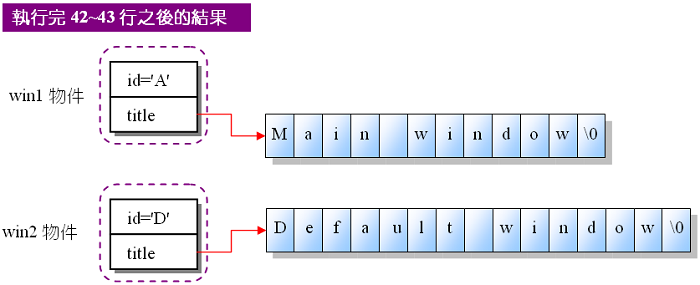 執行完 42~43 行之後的結果
win1 物件
id='A'
title
M a i n w i n d o w \0
win2 物件
id='D'
title
D e f a u l t w i n d o w \0